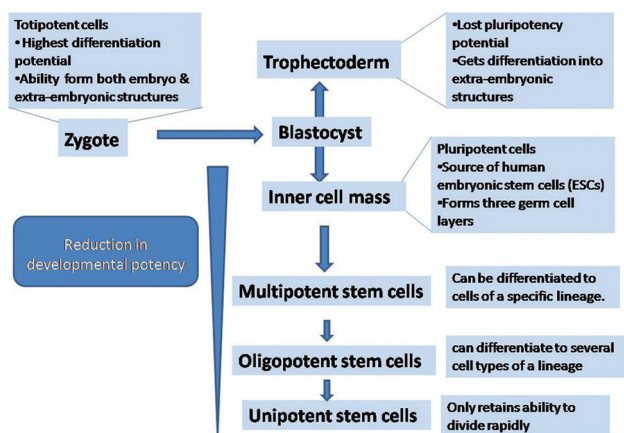 Totipotent cells
• Highest differentiation
potential
• Ability form both embryo &
extra-embryonic structures
Zygote
Trophectoderm
•Lost pluripotency
potential
•Gets differentiation into
extra-embryonic
structures
Blastocyst
Inner cell mass
Pluripotent cells
•Source of human
embryonic stem cells (ESCs)
•Forms three germ cell
layers
Reduction in
developmental potency
Multipotent stem cells
Can be differentiated to
cells of a specific lineage.
Oligopotent stem cells
can differentiate to several
cell types of a lineage
Unipotent stem cells
Only retains ability to
divide rapidly